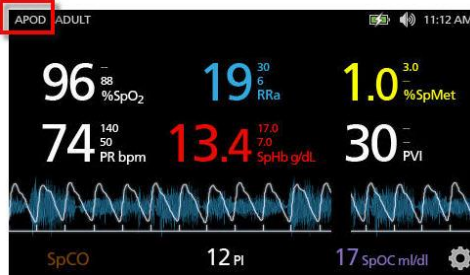 APOD ADULT 11:12 AM
96 – 88 %SpO₂ 19 30 6 RRa 1.0 3.0 – %SpMet
74 140 50 PR bpm 13.4 17.0 7.0 SpHb g/dL 30 – – PVI
SpCO 12 PI 17 SpOC ml/dl